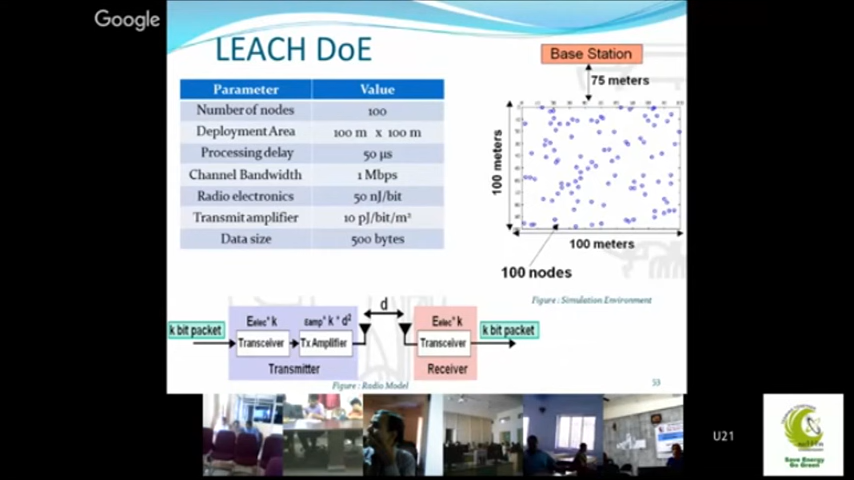 Google
LEACH DoE
Parameter Value
Number of nodes 100
Deployment Area 100 m x 100 m
Processing delay 50 µs
Channel Bandwidth 1 Mbps
Radio electronics 50 nJ/bit
Transmit amplifier 10 pJ/bit/m²
Data size 500 bytes
Base Station
75 meters
100 meters
100 meters
100 nodes
Figure : Simulation Environment
d
Eelec* k
Eamp* k * d²
Eelec* k
k bit packet
Transceiver
Tx Amplifier
Transceiver
k bit packet
Transmitter
Receiver
Figure : Radio Model
53
U21
Save Energy
Go Green